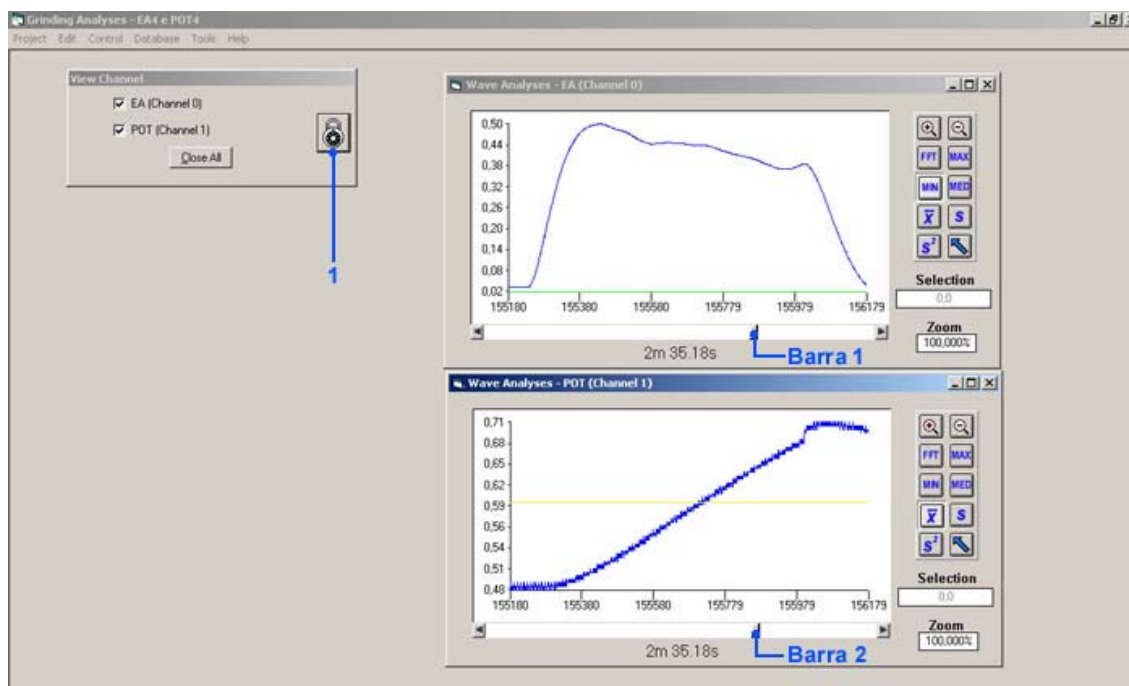 Grinding Analyses - EA4 e POT4
Project Edit Control Database Tools Help
View Channel
EA (Channel 0)
POT (Channel 1)
Close All
1
Wave Analyses - EA (Channel 0)
0,50
0,44
0,38
0,32
0,26
0,20
0,14
0,08
0,02
155180 155380 155580 155779 155979 156179
2m 35.18s
Barra 1
FFT MAX
MIN MED
X S
S²
Selection
0;0
Zoom
100,000%
Wave Analyses - POT (Channel 1)
0,71
0,68
0,65
0,62
0,59
0,56
0,54
0,51
0,48
155180 155380 155580 155779 155979 156179
2m 35.18s
Barra 2
FFT MAX
MIN MED
X S
S²
Selection
0;0
Zoom
100,000%